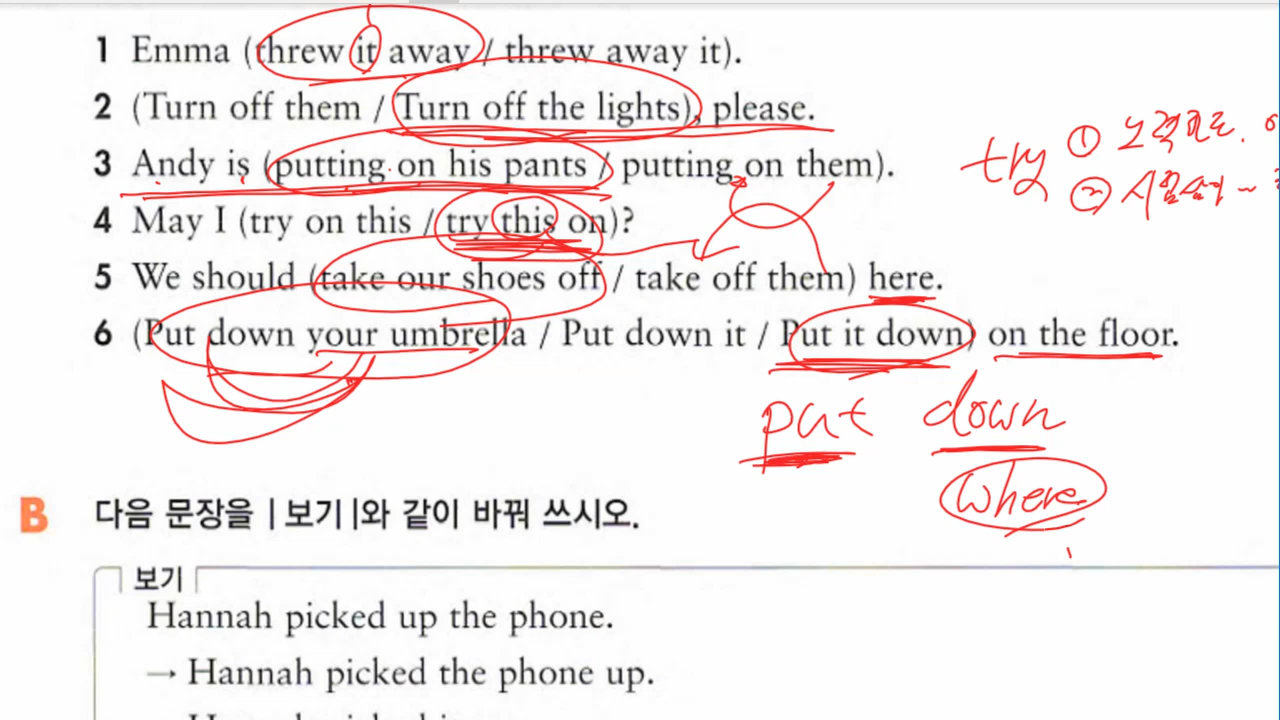 1 Emma (threw it away / threw away it).
2 (Turn off them / Turn off the lights), please.
3 Andy is (putting on his pants / putting on them).
try ① 노력하다.
②
4 May I (try on this / try this on)?
5 We should (take our shoes off / take off them) here.
6 (Put down your umbrella / Put down it / Put it down) on the floor.
put down
where
B 다음 문장을 | 보기 |와 같이 바꿔 쓰시오.
보기
Hannah picked up the phone.
→ Hannah picked the phone up.